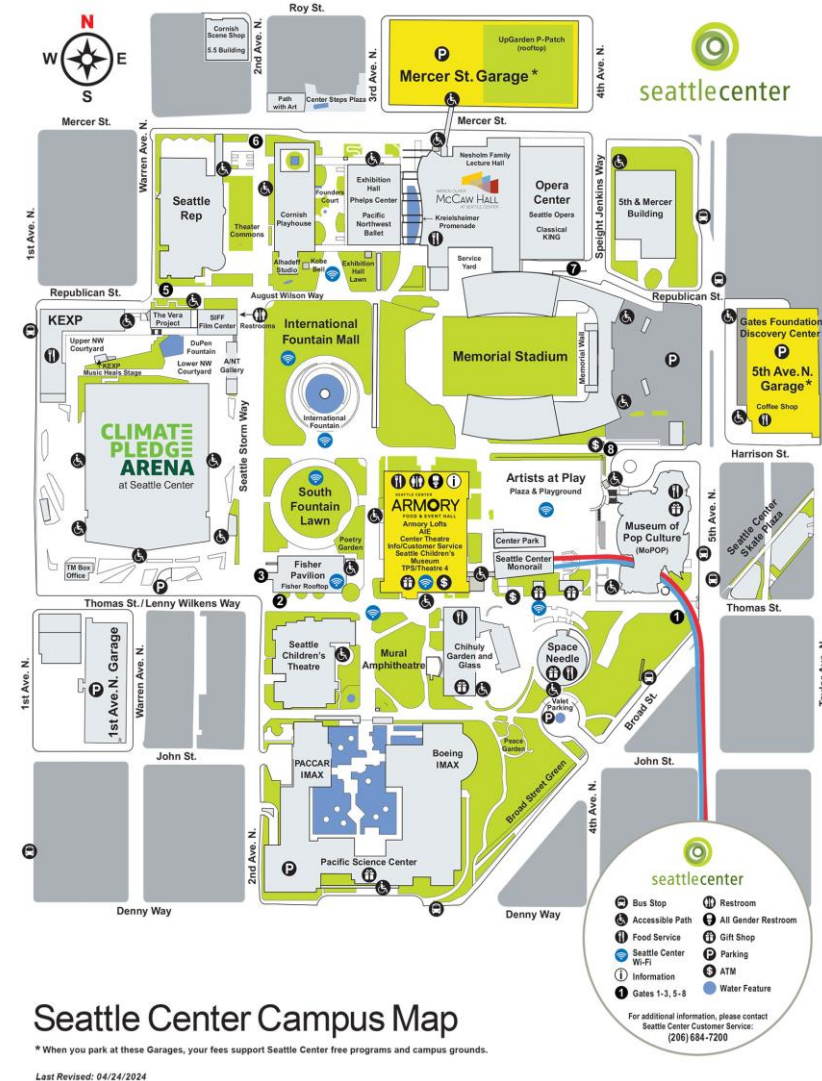 Roy St.
N
W
E
S
Cornish
Scene Shop
5.5 Building
2nd Ave. N.
Path
with Art
Center Steps Plaza
3rd Ave. N.
UpGarden P-Patch
(rooftop)
P
Mercer St. Garage *
4th Ave. N.
seattlecenter
Mercer St.
Mercer St.
Mercer St.
1st Ave. N.
Warren Ave. N.
6
Seattle
Rep
Theater
Commons
Cornish
Playhouse
Founders
Court
Exhibition
Hall
Phelps Center
Pacific
Northwest
Ballet
Nesholm Family
Lecture Hall
MARION OLIVER
McCAW HALL
AT SEATTLE CENTER
Kreielsheimer
Promenade
Opera
Center
Seattle Opera
Classical
KING
Speight Jenkins Way
5th & Mercer
Building
Alhadeff
Studio
Kobe
Bell
Exhibition
Hall
Lawn
Service
Yard
7
5
Republican St.
August Wilson Way
Republican St.
KEXP
The Vera
Project
SIFF
Film Center
Restrooms
Upper NW
Courtyard
DuPen
Fountain
KEXP
Music Heals Stage
Lower NW
Courtyard
A/NT
Gallery
International
Fountain Mall
International
Fountain
Memorial Stadium
Memorial Wall
P
Gates Foundation
Discovery Center
P
5th Ave. N.
Garage*
Coffee Shop
CLIMATE
PLEDGE
ARENA
at Seattle Center
Seattle Storm Way
$
8
Harrison St.
South
Fountain
Lawn
Poetry
Garden
SEATTLE CENTER
ARMORY
FOOD & EVENT HALL
Armory Lofts
AIE
Center Theatre
Info/Customer Service
Seattle Children's
Museum
TPS/Theatre 4
$
Artists at Play
Plaza & Playground
Center Park
Seattle Center
Monorail
Museum of
Pop Culture
(MoPOP)
5th Ave. N.
Seattle Center
Skate Plaza
TM Box
Office
P
3
Fisher
Pavilion
Fisher Rooftop
2
$
1
Thomas St. / Lenny Wilkens Way
Thomas St.
1st Ave. N.
P
1st Ave. N. Garage
Warren Ave. N.
Seattle
Children's
Theatre
Mural
Amphitheatre
Chihuly
Garden and
Glass
Space
Needle
Valet
Parking
P
Broad St.
Taylor Ave. N.
John St.
PACCAR
IMAX
Boeing
IMAX
Peace
Garden
Broad Street Green
John St.
4th Ave. N.
2nd Ave. N.
P
Pacific Science Center
Denny Way
Denny Way
seattlecenter
Bus Stop
Accessible Path
Food Service
Seattle Center
Wi-Fi
Information
Gates 1-3, 5-8
Restroom
All Gender Restroom
Gift Shop
Parking
ATM
Water Feature
For additional information, please contact
Seattle Center Customer Service:
(206) 684-7200
Seattle Center Campus Map
* When you park at these Garages, your fees support Seattle Center free programs and campus grounds.
Last Revised: 04/24/2024